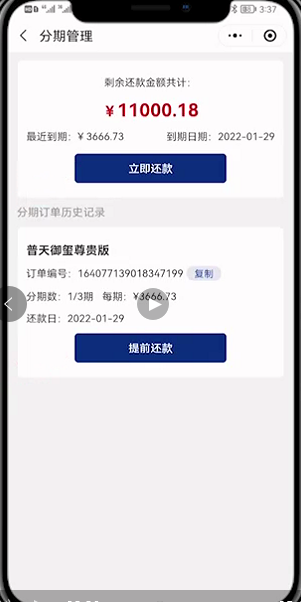 3:37
分期管理
剩余还款金额共计:
¥11000.18
最近到期: ¥3666.73 到期日期: 2022-01-29
立即还款
分期订单历史记录
普天御玺尊贵版
订单编号: 164077139018347199 复制
分期数: 1/3期 每期: ¥3666.73
还款日: 2022-01-29
提前还款